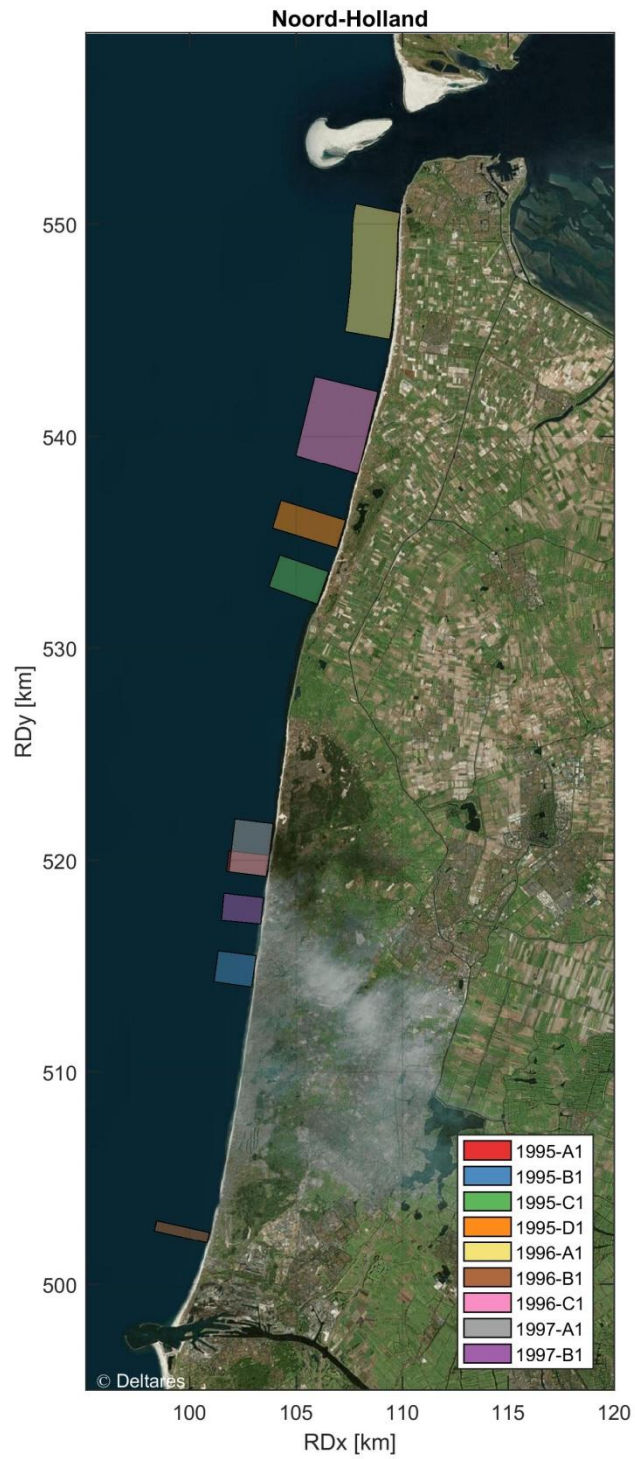 Noord-Holland
550
540
530
520
510
500
RDy [km]
1995-A1
1995-B1
1995-C1
1995-D1
1996-A1
1996-B1
1996-C1
1997-A1
1997-B1
© Deltares
100
105
110
115
120
RDx [km]